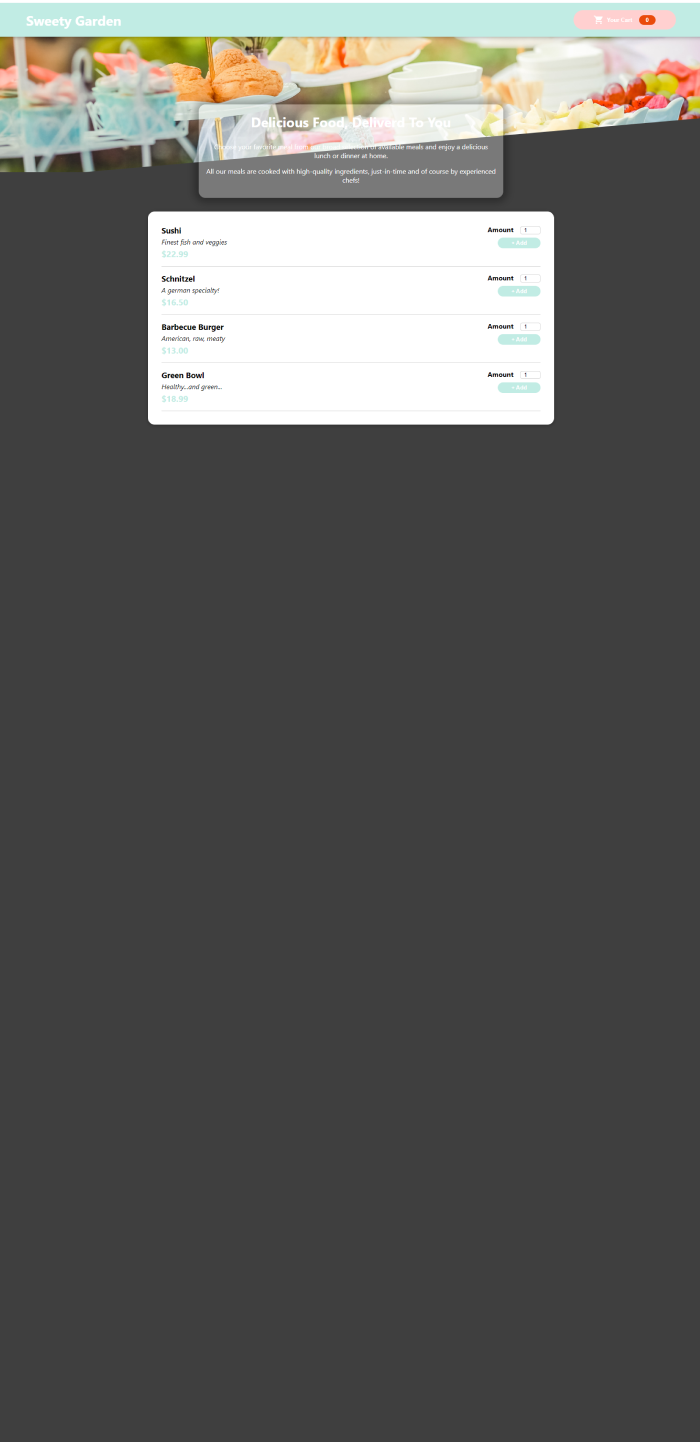 Sweety Garden
Your Cart 0
Delicious Food, Deliverd To You
your favorite meal from our broad selection of available meals and enjoy a delicious
lunch or dinner at home.
All our meals are cooked with high-quality ingredients, just-in-time and of course by experienced
chefs!
Sushi
Finest fish and veggies
$22.99
Amount 1
+ Add
Schnitzel
A german specialty!
$16.50
Amount 1
+ Add
Barbecue Burger
American, raw, meaty
$13.00
Amount 1
+ Add
Green Bowl
Healthy...and green...
$18.99
Amount 1
+ Add